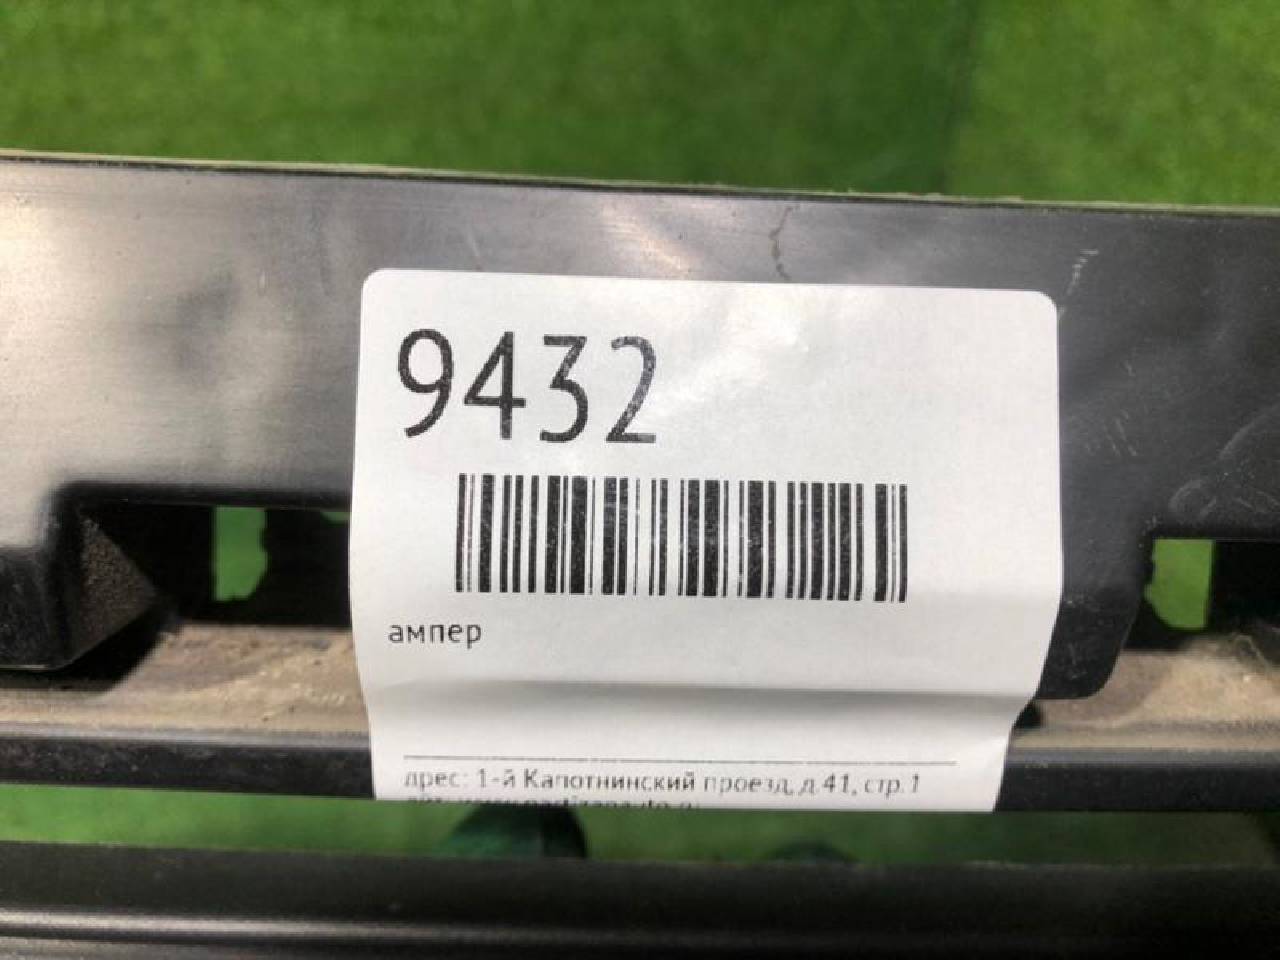 9432
ампер
дрес: 1-й Капотнинский проезд, д.41, стр.1